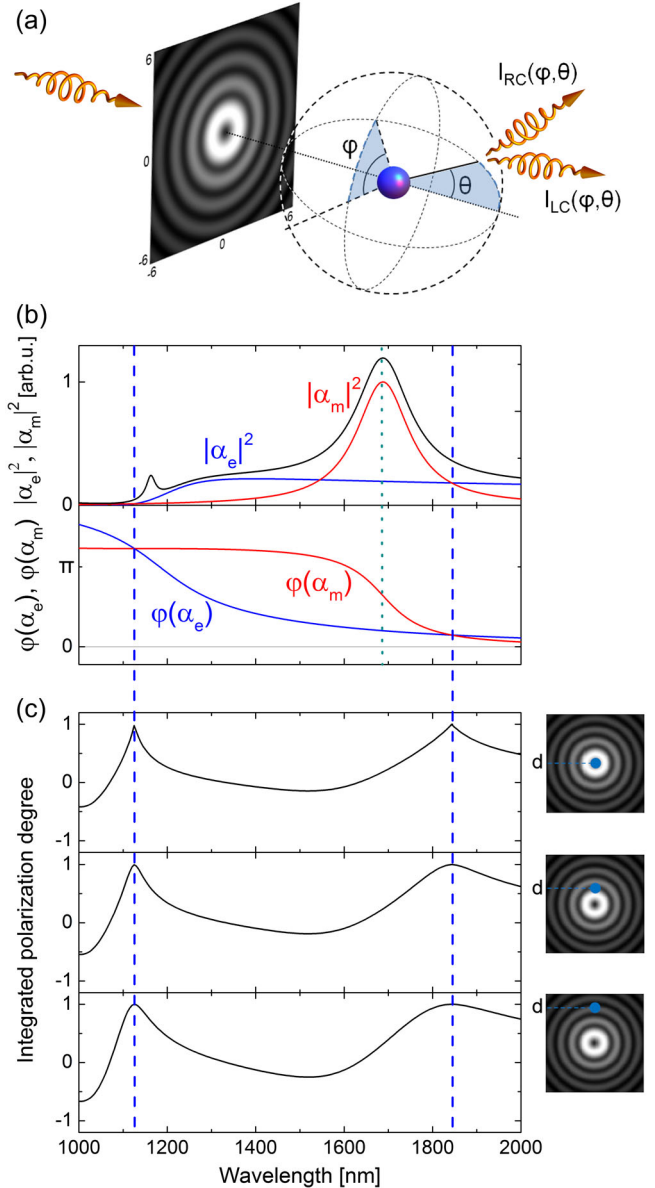 (a)
6
0
-6
-6
0
6
φ
θ
I_RC(φ,θ)
I_LC(φ,θ)
(b)
|α_e|², |α_m|² [arb.u.]
1
0
|α_e|²
|α_m|²
φ(α_e), φ(α_m)
π
0
φ(α_e)
φ(α_m)
(c)
Integrated polarization degree
1
0
-1
d
1
0
-1
d
1
0
-1
d
1000 1200 1400 1600 1800 2000
Wavelength [nm]